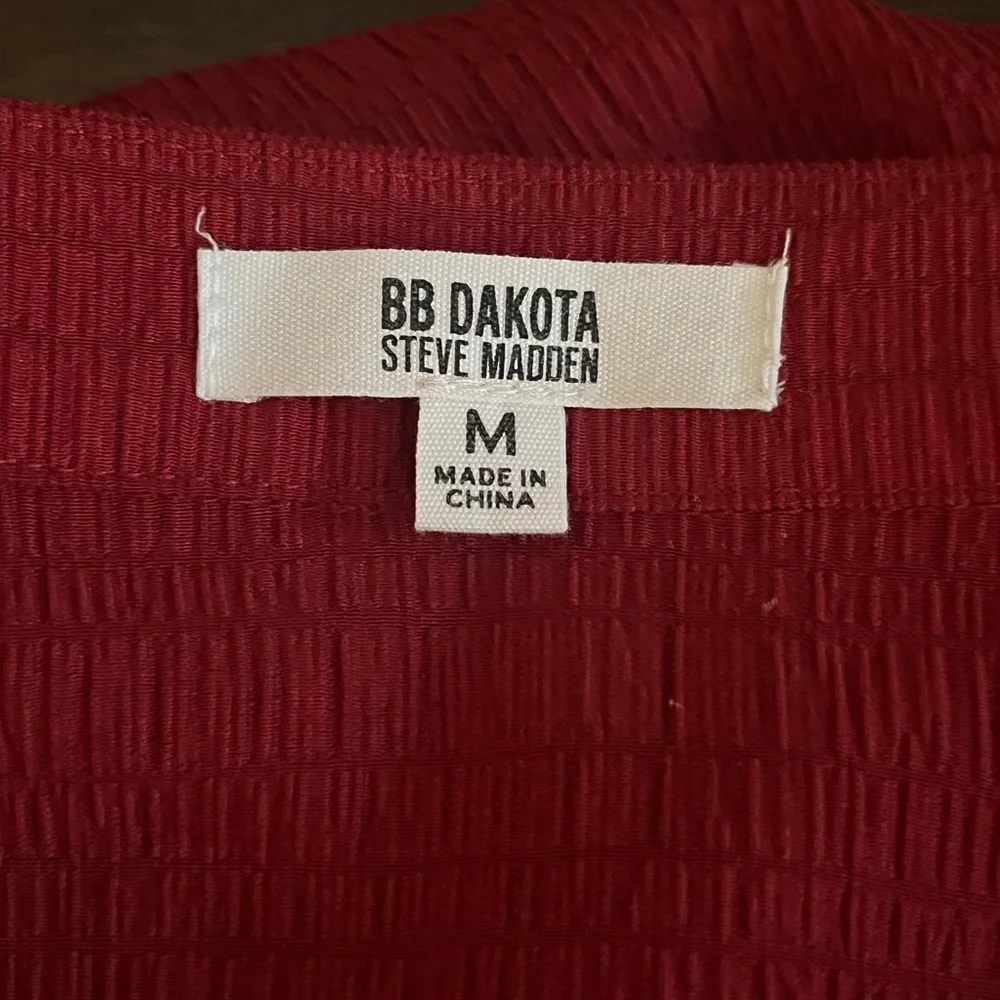 BB DAKOTA
STEVE MADDEN
M
MADE IN
CHINA